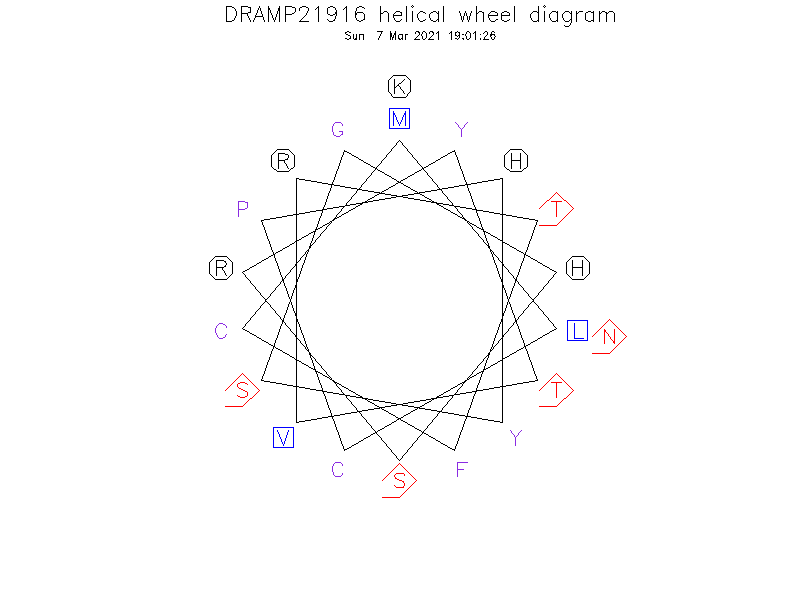 DRAMP21916 helical wheel diagram
Sun 7 Mar 2021 19:01:26
K
M
G Y
R H
P T
R H
C L N
S T
V Y
C F
S